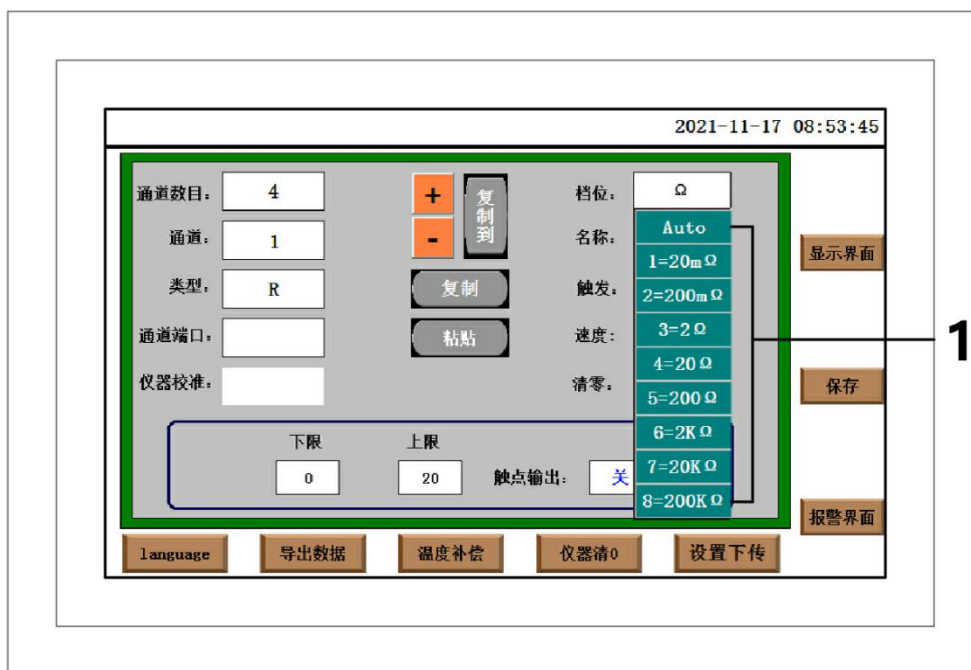 2021-11-17 08:53:45
通道数目： 4
通道： 1
类型： R
通道端口：
仪器校准：
+
-
复制到
复制
粘贴
档位： Ω
名称：
触发：
速度：
清零：
Auto
1=20mΩ
2=200mΩ
3=2Ω
4=20Ω
5=200Ω
6=2KΩ
7=20KΩ
8=200KΩ
1
下限 上限
0 20 触点输出： 关
显示界面
保存
报警界面
language 导出数据 温度补偿 仪器清0 设置下传